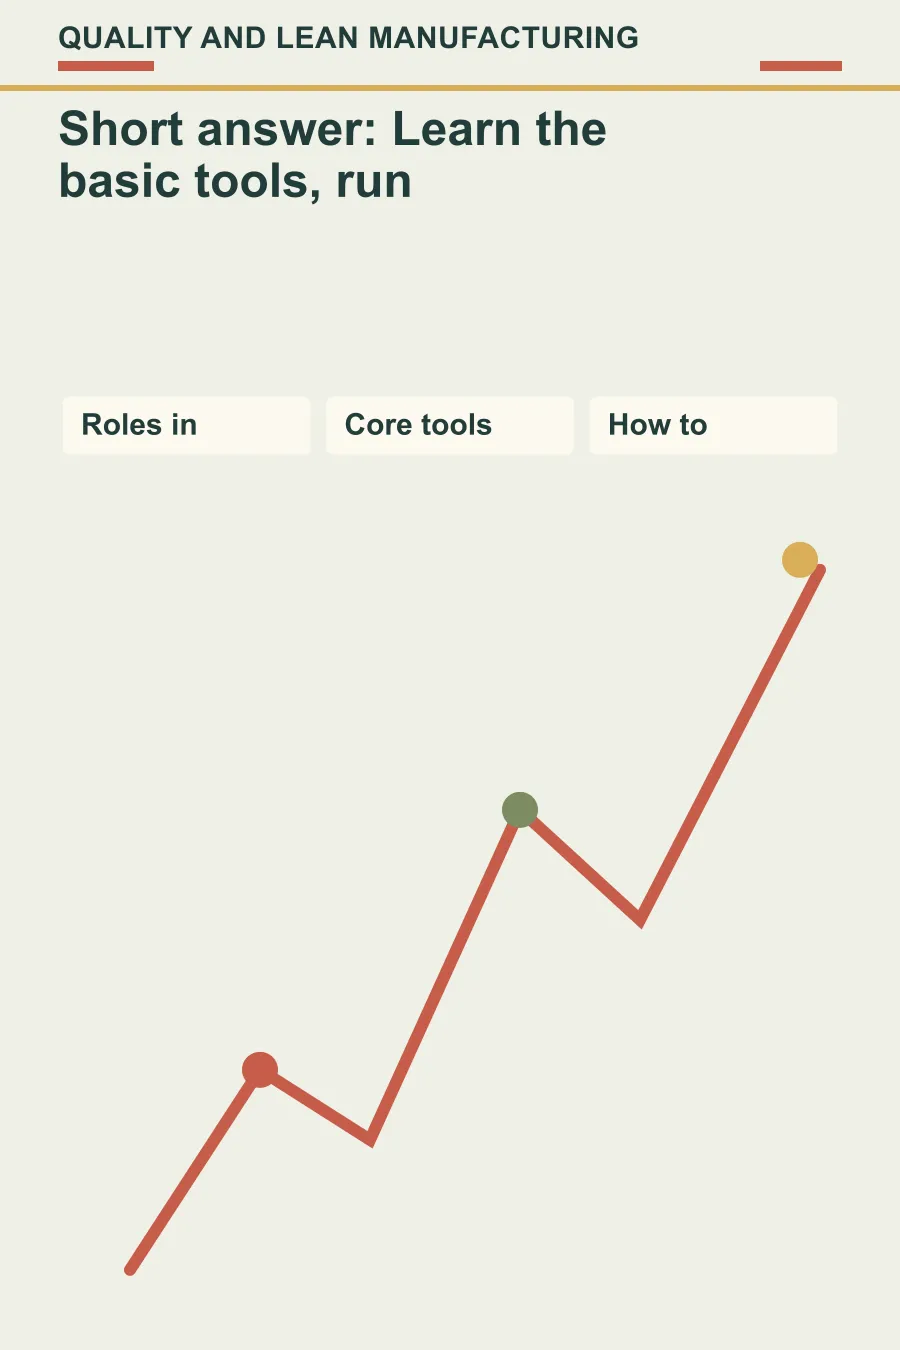 QUALITY AND LEAN MANUFACTURING
Short answer: Learn the
basic tools, run
Roles in
Core tools
How to